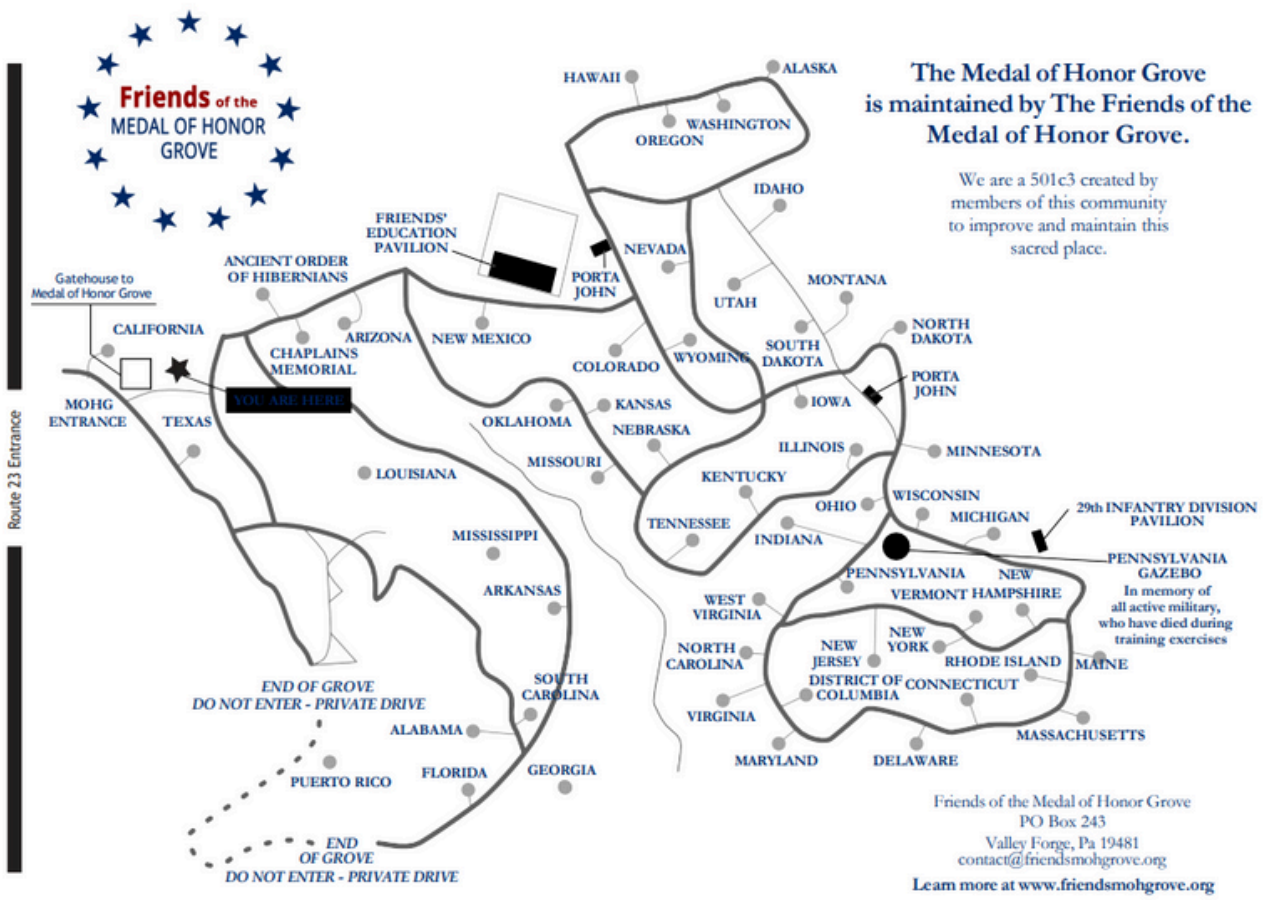 Friends of the
MEDAL OF HONOR
GROVE
The Medal of Honor Grove
is maintained by The Friends of the
Medal of Honor Grove.
We are a 501c3 created by
members of this community
to improve and maintain this
sacred place.
HAWAII
ALASKA
WASHINGTON
OREGON
IDAHO
FRIENDS'
EDUCATION
PAVILION
NEVADA
ANCIENT ORDER
OF HIBERNIANS
PORTA
JOHN
UTAH
MONTANA
Gatehouse to
Medal of Honor Grove
CALIFORNIA
ARIZONA
NEW MEXICO
CHAPLAINS
MEMORIAL
COLORADO
WYOMING
SOUTH
DAKOTA
NORTH
DAKOTA
PORTA
JOHN
YOU ARE HERE
MOHG
ENTRANCE
TEXAS
OKLAHOMA
KANSAS
NEBRASKA
IOWA
Route 23 Entrance
LOUISIANA
MISSOURI
ILLINOIS
MINNESOTA
KENTUCKY
OHIO
WISCONSIN
MICHIGAN
29th INFANTRY DIVISION
PAVILION
MISSISSIPPI
TENNESSEE
INDIANA
PENNSYLVANIA
GAZEBO
In memory of
all active military,
who have died during
training exercises
ARKANSAS
PENNSYLVANIA
VERMONT
NEW
HAMPSHIRE
WEST
VIRGINIA
NORTH
CAROLINA
NEW
JERSEY
NEW
YORK
RHODE ISLAND
MAINE
END OF GROVE
DO NOT ENTER - PRIVATE DRIVE
SOUTH
CAROLINA
DISTRICT OF
COLUMBIA
CONNECTICUT
ALABAMA
VIRGINIA
MASSACHUSETTS
MARYLAND
DELAWARE
PUERTO RICO
FLORIDA
GEORGIA
END
OF GROVE
DO NOT ENTER - PRIVATE DRIVE
Friends of the Medal of Honor Grove
PO Box 243
Valley Forge, Pa 19481
contact@friendsmohgrove.org
Learn more at www.friendsmohgrove.org